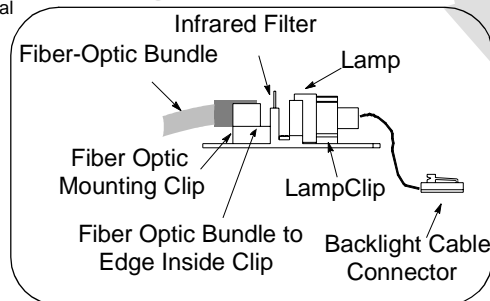 al
Infrared Filter
Fiber-Optic Bundle
Lamp
Fiber Optic
Mounting Clip
LampClip
Fiber Optic Bundle to
Edge Inside Clip
Backlight Cable
Connector